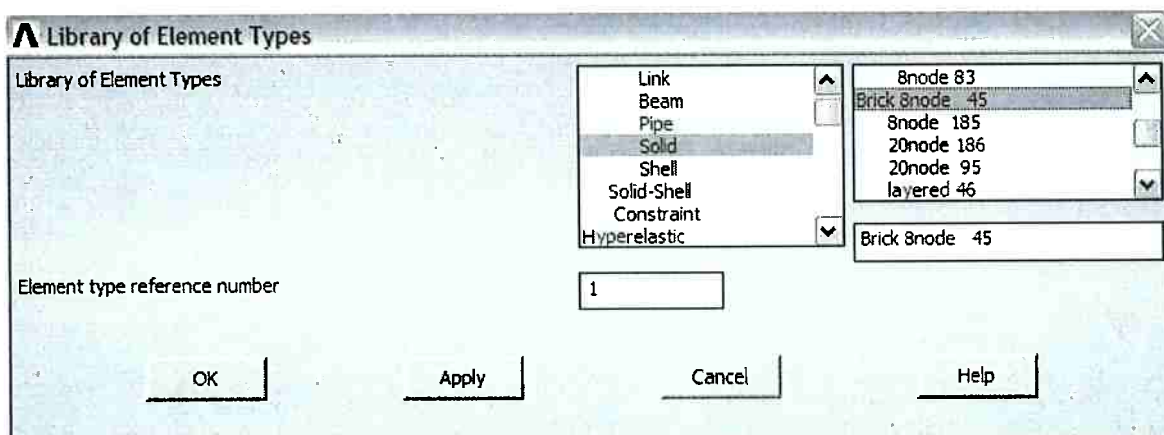 Library of Element Types
Library of Element Types
Link
Beam
Pipe
Solid
Shell
Solid-Shell
Constraint
Hyperelastic
8node 83
Brick 8node 45
8node 185
20node 186
20node 95
layered 46
Brick 8node 45
Element type reference number
1
OK
Apply
Cancel
Help